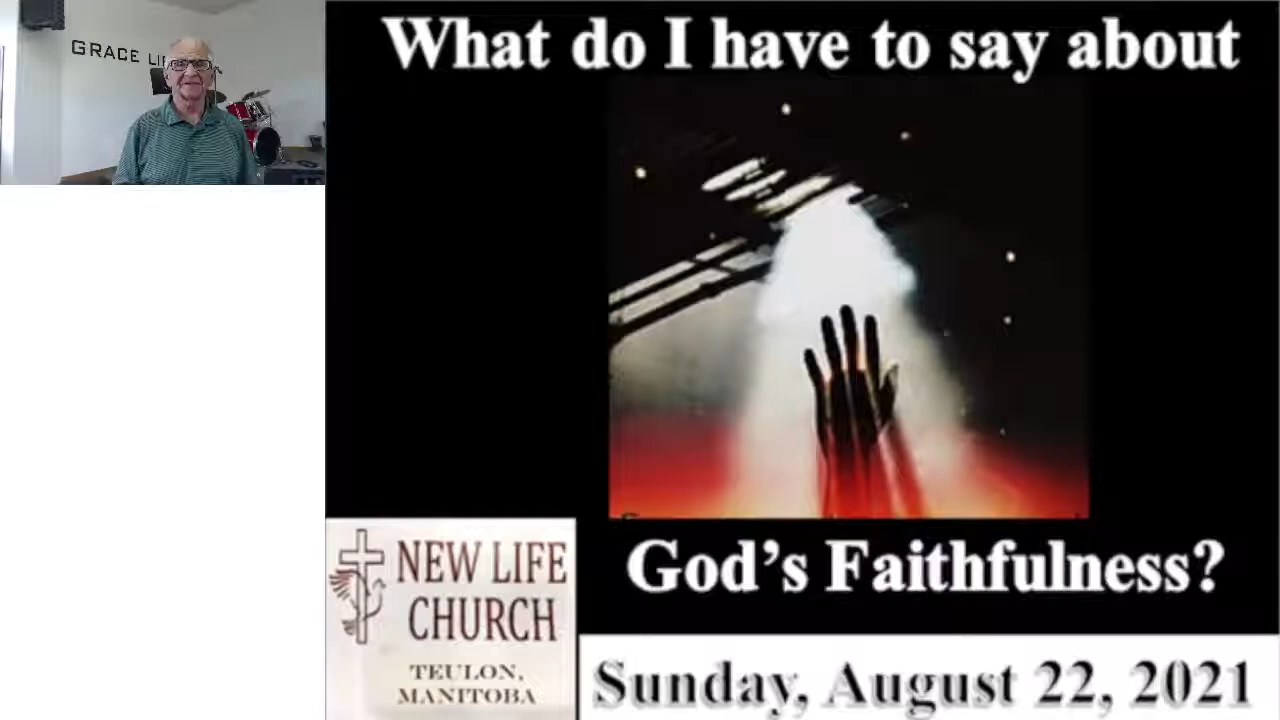 GRACE LI
What do I have to say about
God's Faithfulness?
NEW LIFE
CHURCH
TEULON,
MANITOBA
Sunday, August 22, 2021